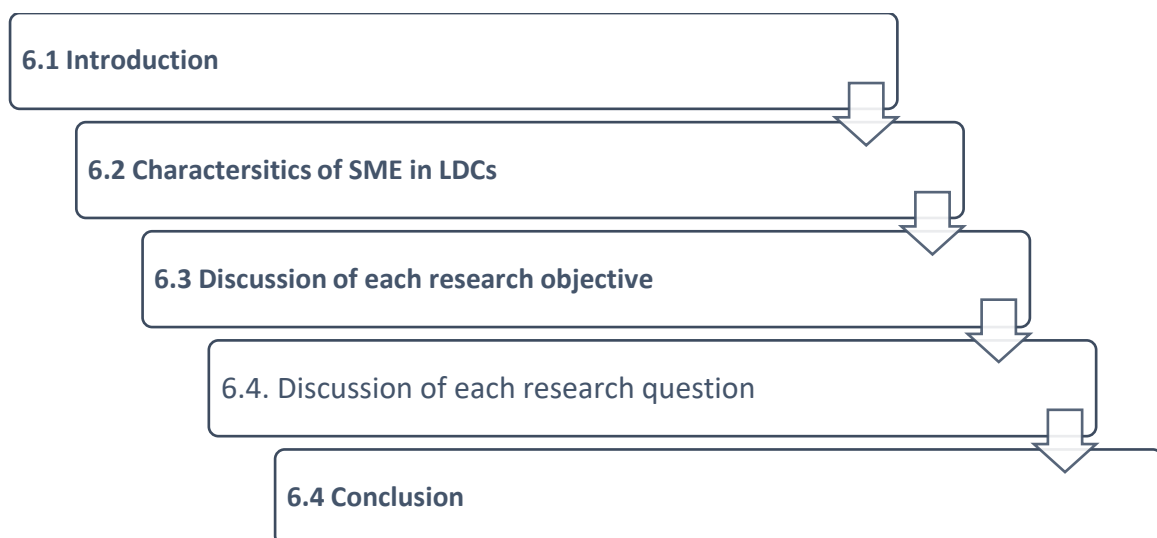 6.1 Introduction
6.2 Charactersitics of SME in LDCs
6.3 Discussion of each research objective
6.4. Discussion of each research question
6.4 Conclusion